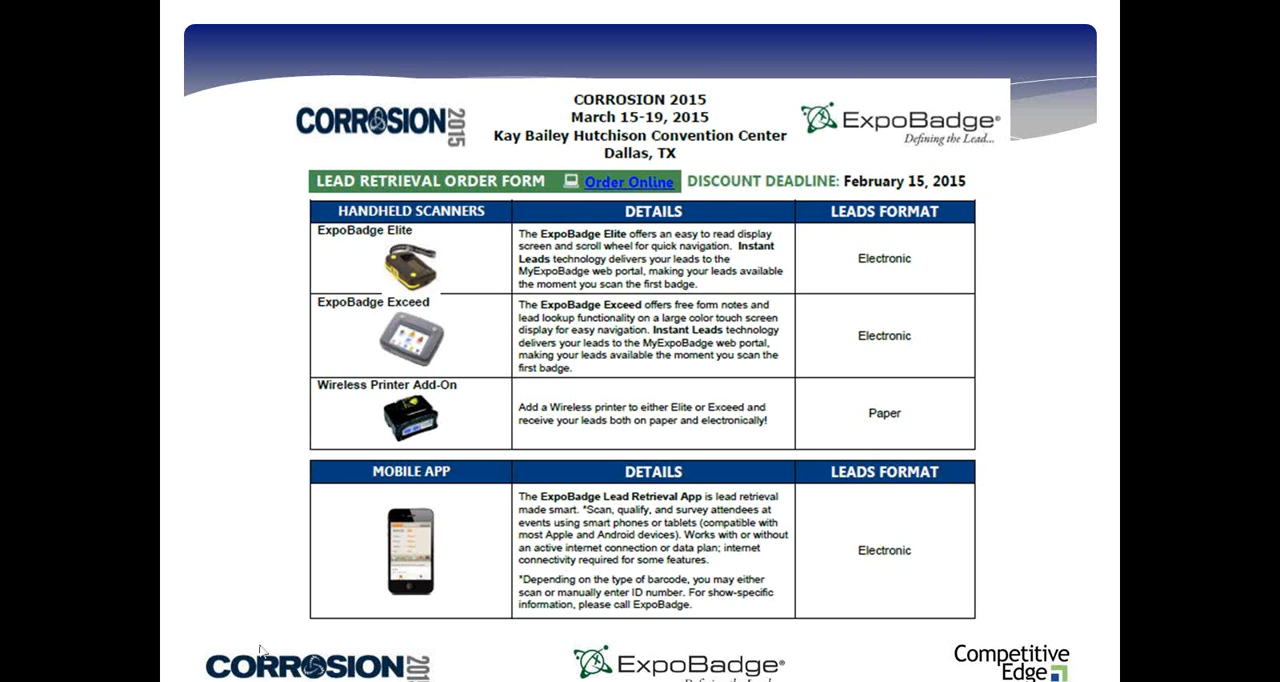 CORROSION 2015
CORROSION 2015
March 15-19, 2015
Kay Bailey Hutchison Convention Center
Dallas, TX
ExpoBadge®
Defining the Lead...
LEAD RETRIEVAL ORDER FORM Order Online DISCOUNT DEADLINE: February 15, 2015
HANDHELD SCANNERS DETAILS LEADS FORMAT
ExpoBadge Elite
The ExpoBadge Elite offers an easy to read display
screen and scroll wheel for quick navigation. Instant
Leads technology delivers your leads to the
MyExpoBadge web portal, making your leads available
the moment you scan the first badge.
Electronic
ExpoBadge Exceed
The ExpoBadge Exceed offers free form notes and
lead lookup functionality on a large color touch screen
display for easy navigation. Instant Leads technology
delivers your leads to the MyExpoBadge web portal,
making your leads available the moment you scan the
first badge.
Electronic
Wireless Printer Add-On
Add a Wireless printer to either Elite or Exceed and
receive your leads both on paper and electronically!
Paper
MOBILE APP DETAILS LEADS FORMAT
The ExpoBadge Lead Retrieval App is lead retrieval
made smart. *Scan, qualify, and survey attendees at
events using smart phones or tablets (compatible with
most Apple and Android devices). Works with or without
an active internet connection or data plan; internet
connectivity required for some features.
*Depending on the type of barcode, you may either
scan or manually enter ID number. For show-specific
information, please call ExpoBadge.
Electronic
CORROSION 2015
ExpoBadge®
Competitive
Edge